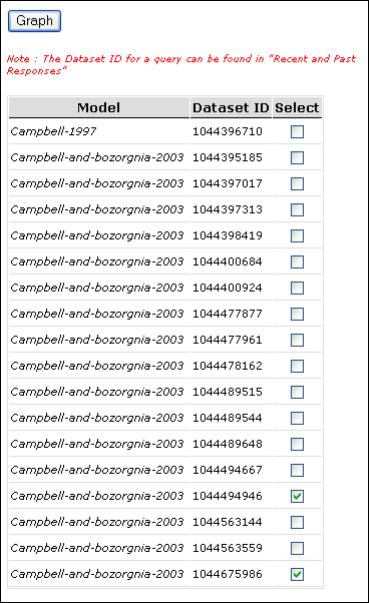 Graph
Note : The Dataset ID for a query can be found in "Recent and Past
Responses"
Model Dataset ID Select
Campbell-1997 1044396710
Campbell-and-bozorgnia-2003 1044395185
Campbell-and-bozorgnia-2003 1044397017
Campbell-and-bozorgnia-2003 1044397313
Campbell-and-bozorgnia-2003 1044398419
Campbell-and-bozorgnia-2003 1044400684
Campbell-and-bozorgnia-2003 1044400924
Campbell-and-bozorgnia-2003 1044477877
Campbell-and-bozorgnia-2003 1044477961
Campbell-and-bozorgnia-2003 1044478162
Campbell-and-bozorgnia-2003 1044489515
Campbell-and-bozorgnia-2003 1044489544
Campbell-and-bozorgnia-2003 1044489648
Campbell-and-bozorgnia-2003 1044494667
Campbell-and-bozorgnia-2003 1044494946
Campbell-and-bozorgnia-2003 1044563144
Campbell-and-bozorgnia-2003 1044563559
Campbell-and-bozorgnia-2003 1044675986